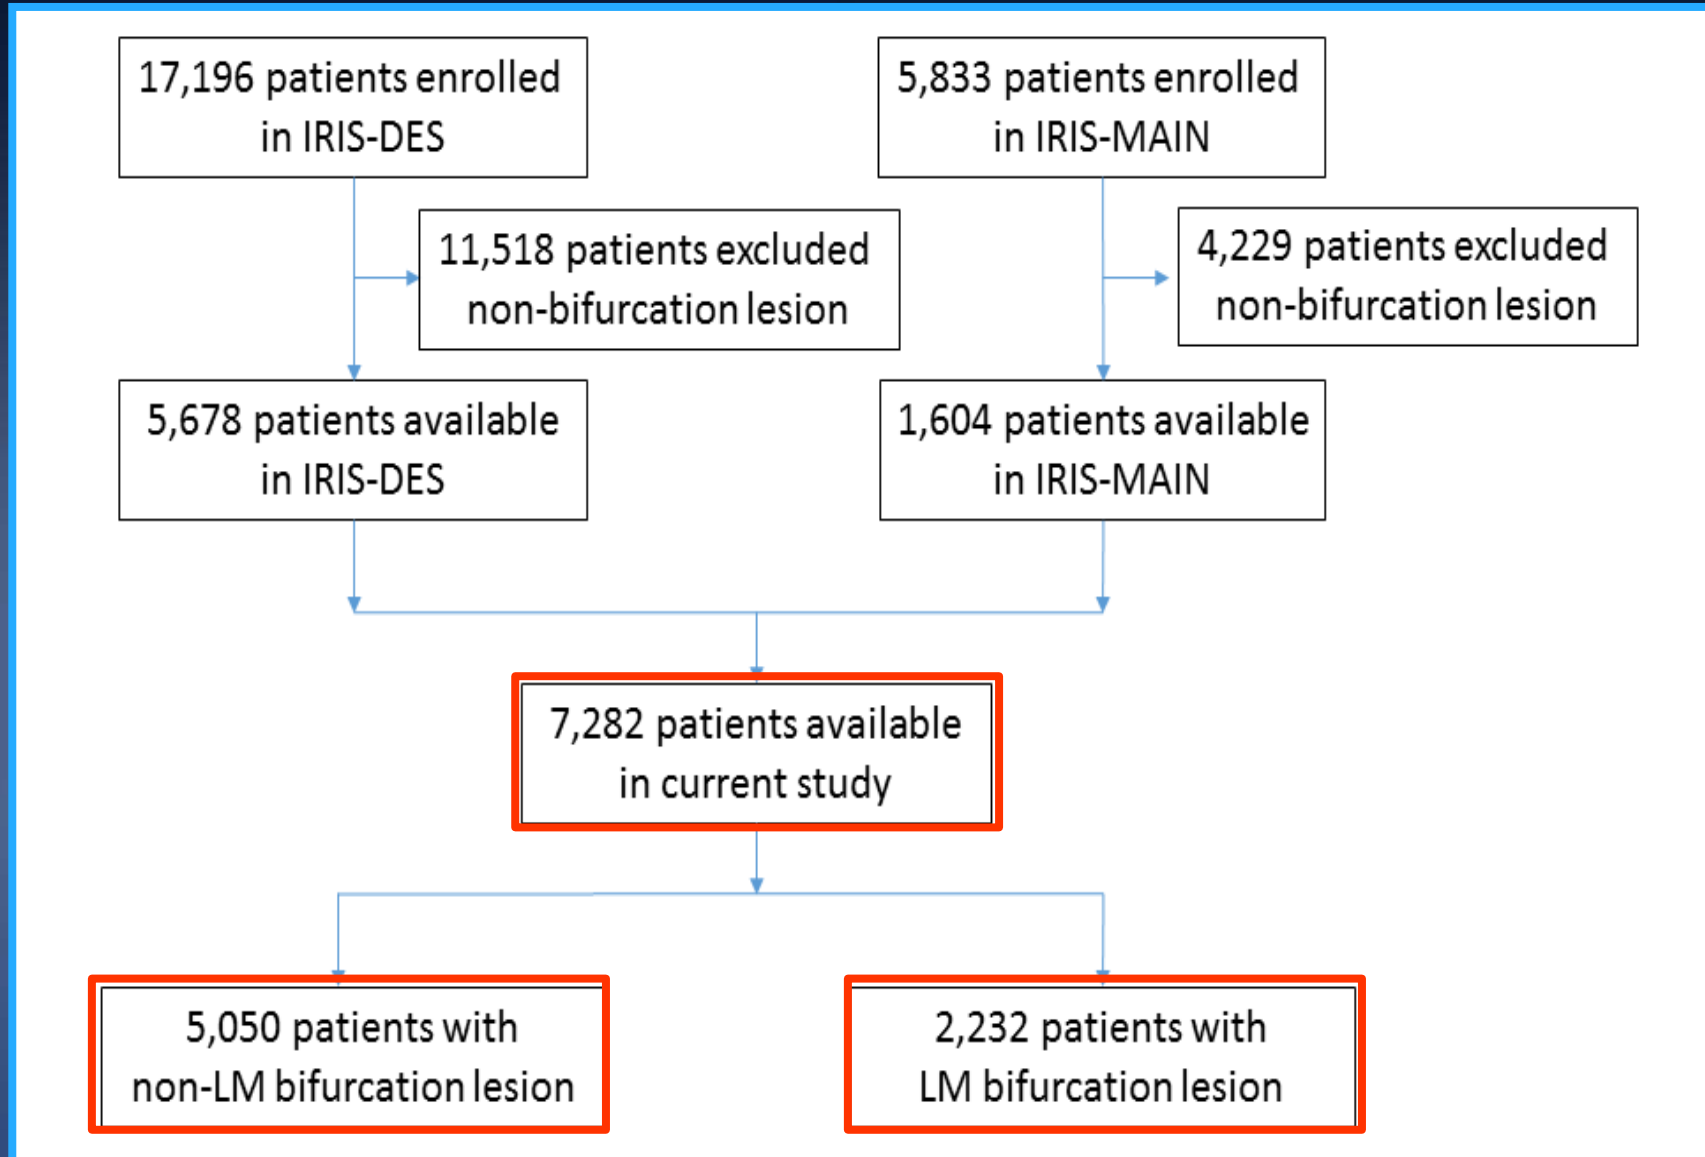 17,196 patients enrolled
in IRIS-DES
5,833 patients enrolled
in IRIS-MAIN
11,518 patients excluded
non-bifurcation lesion
4,229 patients excluded
non-bifurcation lesion
5,678 patients available
in IRIS-DES
1,604 patients available
in IRIS-MAIN
7,282 patients available
in current study
5,050 patients with
non-LM bifurcation lesion
2,232 patients with
LM bifurcation lesion